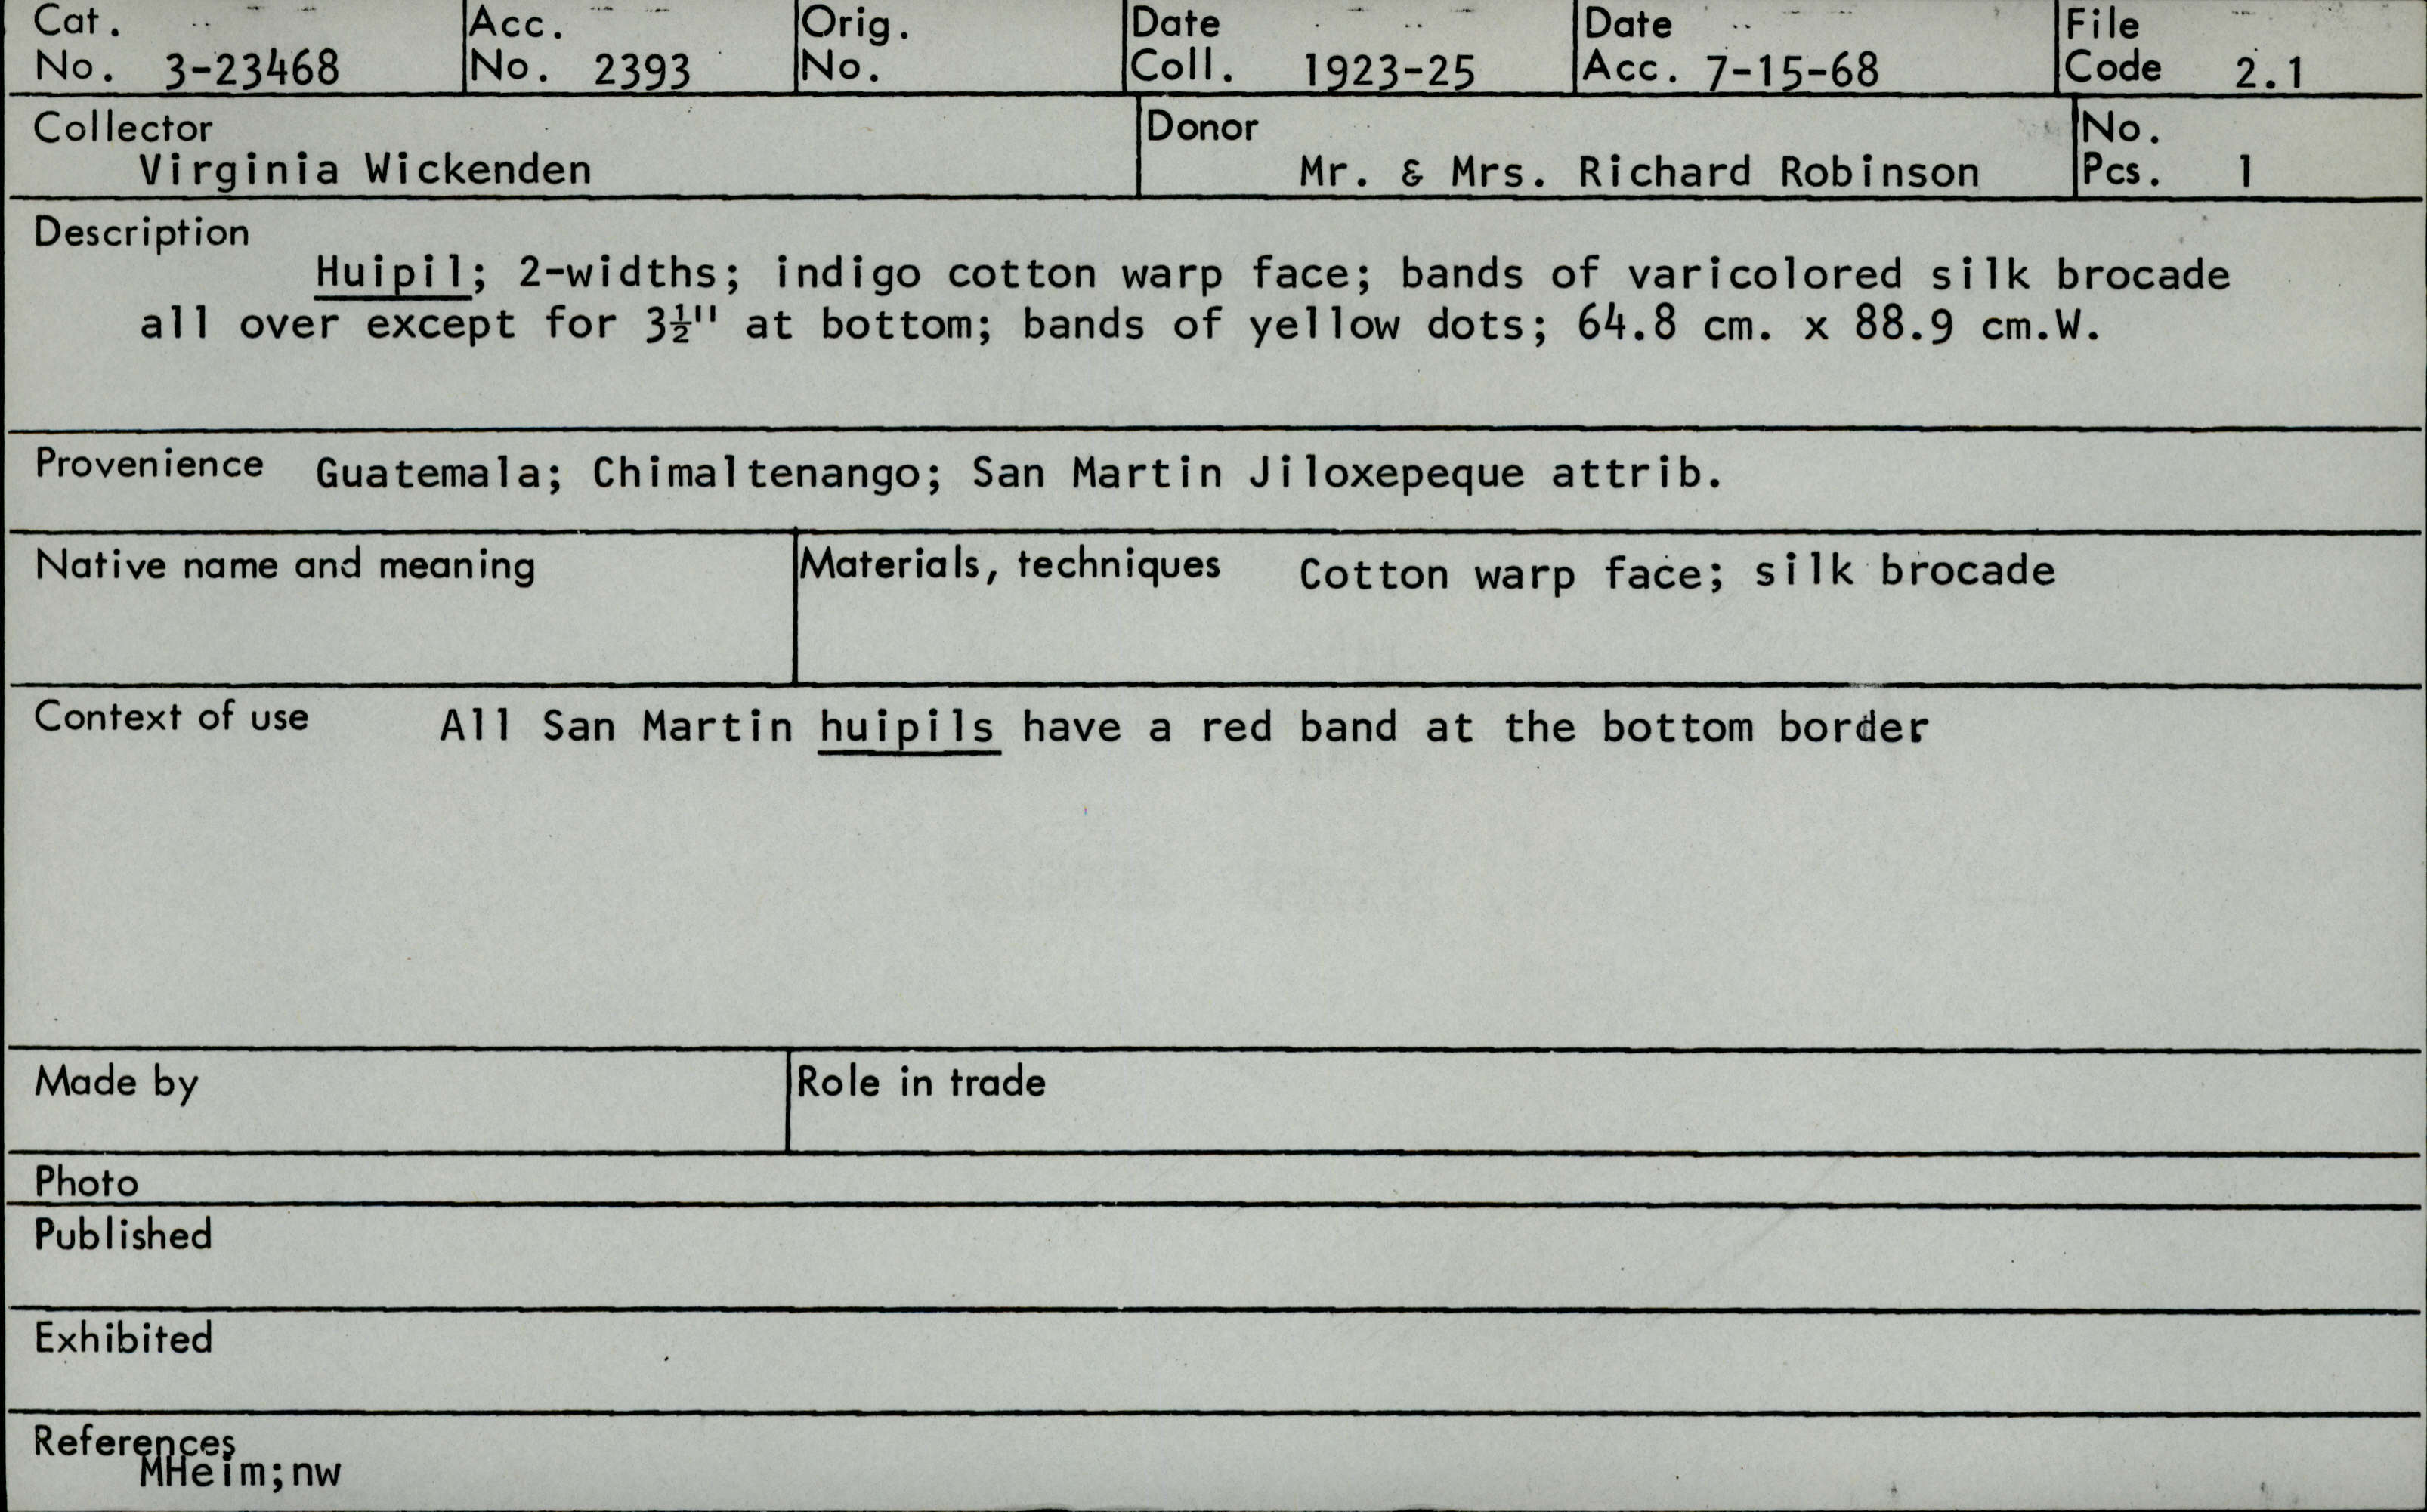 Cat. No. 3-23468 Acc. No. 2393 Orig. No. Date Coll. 1923-25 Date Acc. 7-15-68 File Code 2.1
Collector Virginia Wickenden Donor Mr. & Mrs. Richard Robinson No. Pcs. 1
Description
Huipil; 2-widths; indigo cotton warp face; bands of varicolored silk brocade
all over except for 3½" at bottom; bands of yellow dots; 64.8 cm. x 88.9 cm.W.
Provenience Guatemala; Chimaltenango; San Martin Jiloxepeque attrib.
Native name and meaning Materials, techniques Cotton warp face; silk brocade
Context of use All San Martin huipils have a red band at the bottom border
Made by Role in trade
Photo
Published
Exhibited
References
MHeim;nw